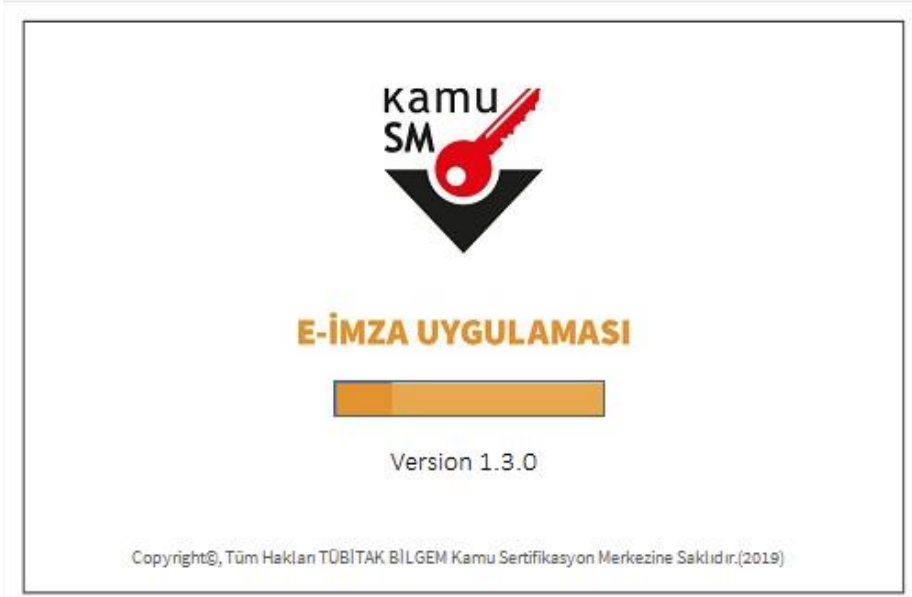 Kamu
SM
E-İMZA UYGULAMASI
Version 1.3.0
Copyright©, Tüm Hakları TÜBİTAK BİLGEM Kamu Sertifikasyon Merkezine Saklıdır.(2019)